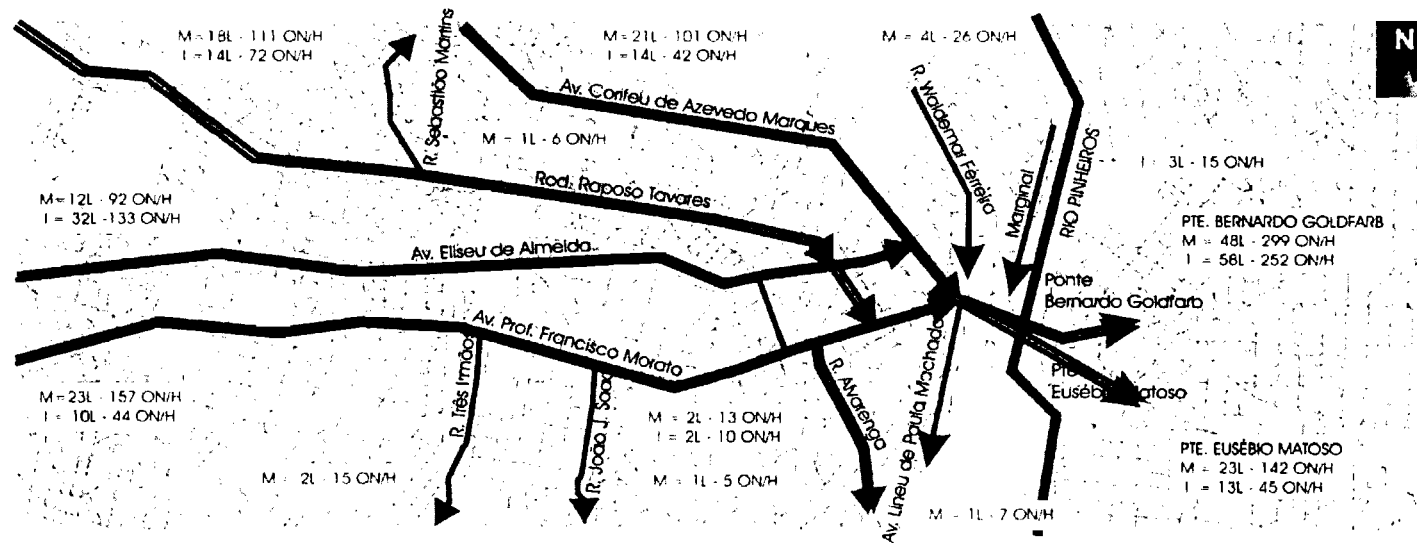 M = 18L - 111 ON/H
I = 14L - 72 ON/H
M = 21L - 101 ON/H
I = 14L - 42 ON/H
M = 4L - 26 ON/H
N
R. Sebastião Martins
Av. Corifeu de Azevedo Marques
R. Waldemar Ferreira
M = 1L - 6 ON/H
Marginal
RIO PINHEIROS
I = 3L - 15 ON/H
Rod. Raposo Tavares
M = 12L - 92 ON/H
I = 32L - 133 ON/H
PTE. BERNARDO GOLDFARB
M = 48L - 299 ON/H
I = 58L - 252 ON/H
Av. Eliseu de Almeida
Ponte
Bernardo Goldfarb
Av. Prof. Francisco Morato
R. Três Irmãos
R. João J. Saad
R. Alvarenga
Av. Lineu de Paula Machado
Pte
Eusébio Matoso
M = 23L - 157 ON/H
I = 10L - 44 ON/H
M = 2L - 13 ON/H
I = 2L - 10 ON/H
PTE. EUSÉBIO MATOSO
M = 23L - 142 ON/H
I = 13L - 45 ON/H
M = 2L - 15 ON/H
M = 1L - 5 ON/H
M = 1L - 7 ON/H